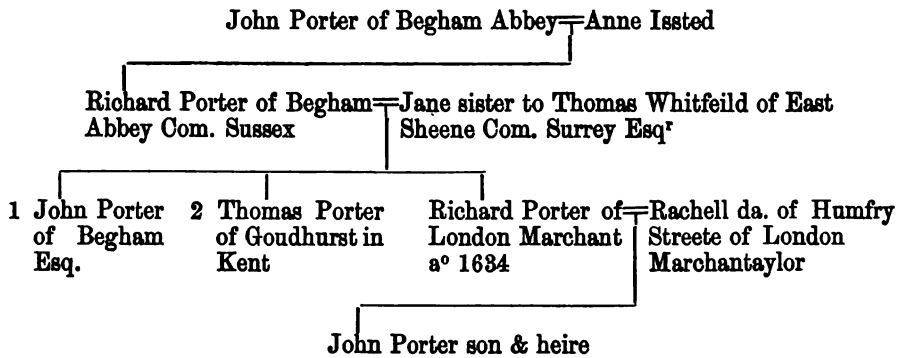 John Porter of Begham Abbey=Anne Issted
Richard Porter of Begham=Jane sister to Thomas Whitfeild of East
Abbey Com. Sussex Sheene Com. Surrey Esqʳ
1 John Porter 2 Thomas Porter Richard Porter of=Rachell da. of Humfry
of Begham of Goudhurst in London Marchant Streete of London
Esq. Kent aº 1634 Marchantaylor
John Porter son & heire